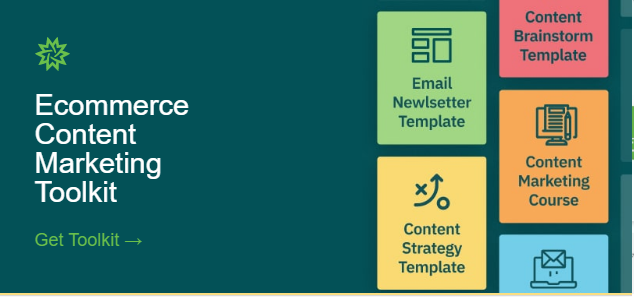 Ecommerce
Content
Marketing
Toolkit
Get Toolkit →
Email
Newlsetter
Template
Content
Strategy
Template
Content
Brainstorm
Template
Content
Marketing
Course